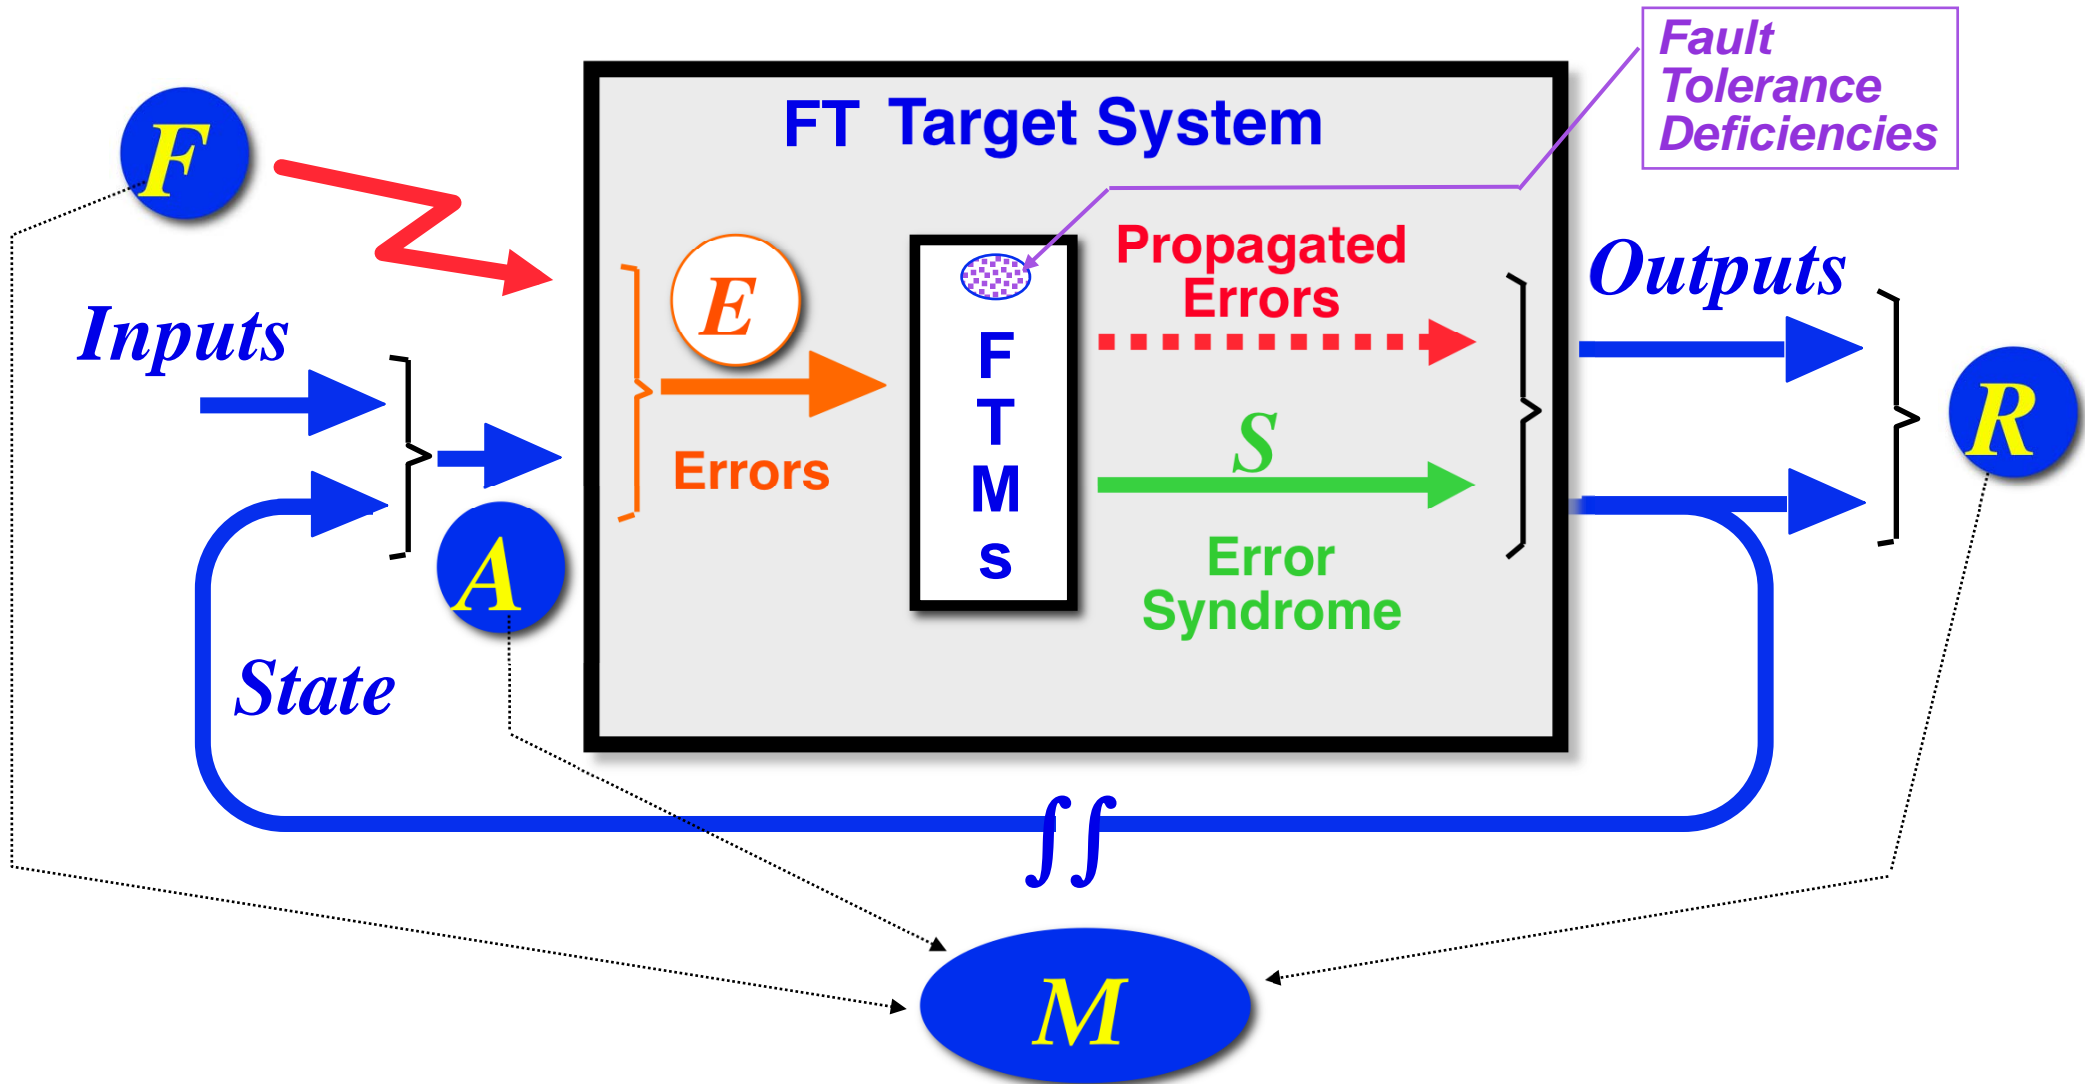 Fault
Tolerance
Deficiencies
FT Target System
F
Inputs
State
A
E
Errors
F
T
M
s
Propagated
Errors
S
Error
Syndrome
Outputs
R
∫∫
M